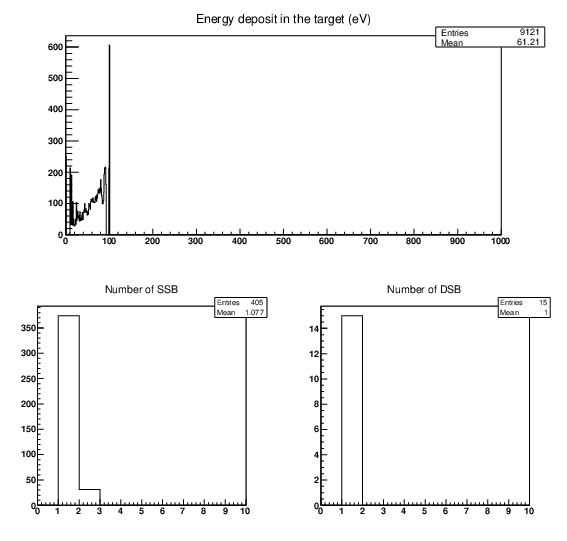 Energy deposit in the target (eV)
Entries 9121
Mean 61.21
600
500
400
300
200
100
0
0 100 200 300 400 500 600 700 800 900 1000
Number of SSB
Entries 405
Mean 1.077
350
300
250
200
150
100
50
0
0 1 2 3 4 5 6 7 8 9 10
Number of DSB
Entries 15
Mean 1
14
12
10
8
6
4
2
0
0 1 2 3 4 5 6 7 8 9 10